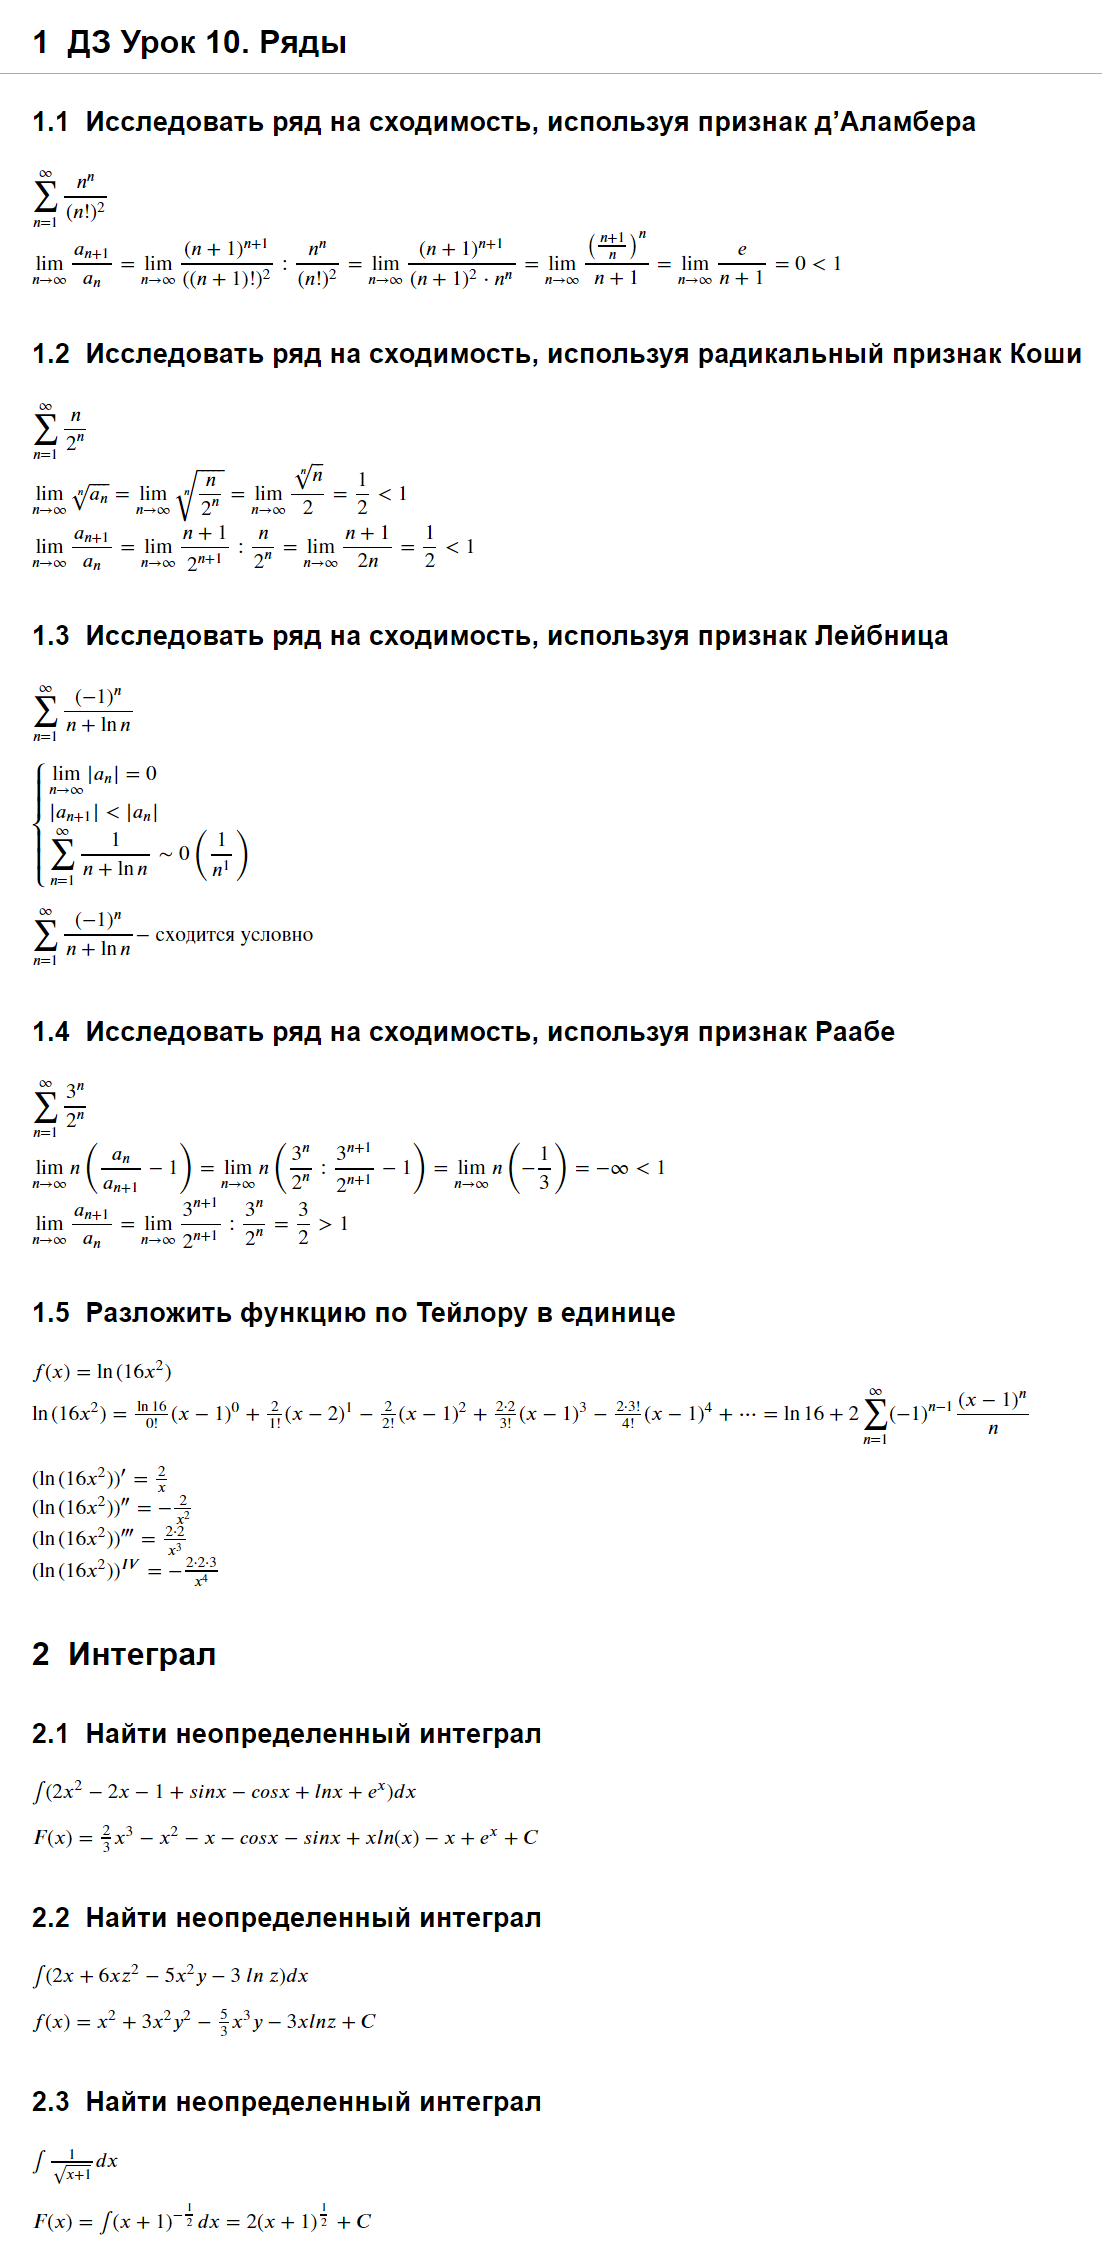 1 ДЗ Урок 10. Ряды
1.1 Исследовать ряд на сходимость, используя признак д’Аламбера
$\sum_{n=1}^{\infty} \frac{n^n}{(n!)^2}$
$\lim_{n\to\infty} \frac{a_{n+1}}{a_n} = \lim_{n\to\infty} \frac{(n+1)^{n+1}}{((n+1)!)^2} : \frac{n^n}{(n!)^2} = \lim_{n\to\infty} \frac{(n+1)^{n+1}}{(n+1)^2 \cdot n^n} = \lim_{n\to\infty} \frac{\left(\frac{n+1}{n}\right)^n}{n+1} = \lim_{n\to\infty} \frac{e}{n+1} = 0 < 1$
1.2 Исследовать ряд на сходимость, используя радикальный признак Коши
$\sum_{n=1}^{\infty} \frac{n}{2^n}$
$\lim_{n\to\infty} \sqrt[n]{a_n} = \lim_{n\to\infty} \sqrt[n]{\frac{n}{2^n}} = \lim_{n\to\infty} \frac{\sqrt[n]{n}}{2} = \frac{1}{2} < 1$
$\lim_{n\to\infty} \frac{a_{n+1}}{a_n} = \lim_{n\to\infty} \frac{n+1}{2^{n+1}} : \frac{n}{2^n} = \lim_{n\to\infty} \frac{n+1}{2n} = \frac{1}{2} < 1$
1.3 Исследовать ряд на сходимость, используя признак Лейбница
$\sum_{n=1}^{\infty} \frac{(-1)^n}{n + \ln n}$
$\lim_{n\to\infty} |a_n| = 0$
$|a_{n+1}| < |a_n|$
$\sum_{n=1}^{\infty} \frac{1}{n + \ln n} \sim 0\left(\frac{1}{n^1}\right)$
$\sum_{n=1}^{\infty} \frac{(-1)^n}{n + \ln n}$ – сходится условно
1.4 Исследовать ряд на сходимость, используя признак Раабе
$\sum_{n=1}^{\infty} \frac{3^n}{2^n}$
$\lim_{n\to\infty} n\left(\frac{a_n}{a_{n+1}} - 1\right) = \lim_{n\to\infty} n\left(\frac{3^n}{2^n} : \frac{3^{n+1}}{2^{n+1}} - 1\right) = \lim_{n\to\infty} n\left(-\frac{1}{3}\right) = -\infty < 1$
$\lim_{n\to\infty} \frac{a_{n+1}}{a_n} = \lim_{n\to\infty} \frac{3^{n+1}}{2^{n+1}} : \frac{3^n}{2^n} = \frac{3}{2} > 1$
1.5 Разложить функцию по Тейлору в единице
$f(x) = \ln(16x^2)$
$\ln(16x^2) = \frac{\ln 16}{0!}(x-1)^0 + \frac{2}{1!}(x-2)^1 - \frac{2}{2!}(x-1)^2 + \frac{2 \cdot 2}{3!}(x-1)^3 - \frac{2 \cdot 3!}{4!}(x-1)^4 + \cdots = \ln 16 + 2\sum_{n=1}^{\infty} (-1)^{n-1} \frac{(x-1)^n}{n}$
$(\ln(16x^2))' = \frac{2}{x}$
$(\ln(16x^2))'' = -\frac{2}{x^2}$
$(\ln(16x^2))''' = \frac{2 \cdot 2}{x^3}$
$(\ln(16x^2))^{IV} = -\frac{2 \cdot 2 \cdot 3}{x^4}$
2 Интеграл
2.1 Найти неопределенный интеграл
$\int(2x^2 - 2x - 1 + sinx - cosx + lnx + e^x)dx$
$F(x) = \frac{2}{3}x^3 - x^2 - x - cosx - sinx + xln(x) - x + e^x + C$
2.2 Найти неопределенный интеграл
$\int(2x + 6xz^2 - 5x^2y - 3\,ln\,z)dx$
$f(x) = x^2 + 3x^2y^2 - \frac{5}{3}x^3y - 3xlnz + C$
2.3 Найти неопределенный интеграл
$\int \frac{1}{\sqrt{x+1}} dx$
$F(x) = \int(x+1)^{-\frac{1}{2}} dx = 2(x+1)^{\frac{1}{2}} + C$